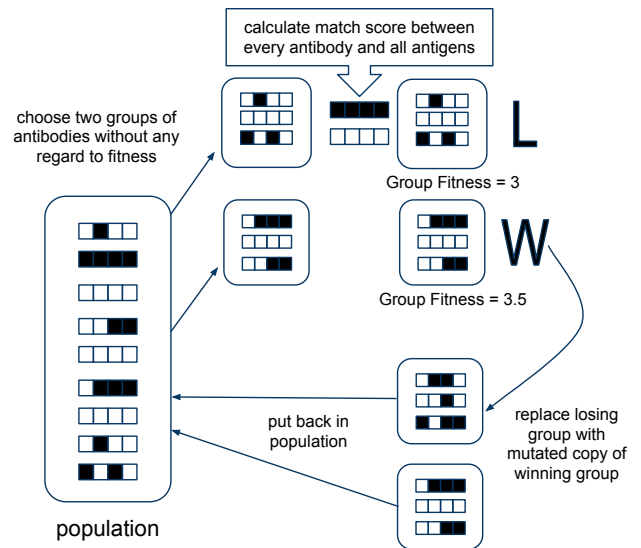 calculate match score between
every antibody and all antigens
choose two groups of
antibodies without any
regard to fitness
L
Group Fitness = 3
W
Group Fitness = 3.5
put back in
population
replace losing
group with
mutated copy of
winning group
population